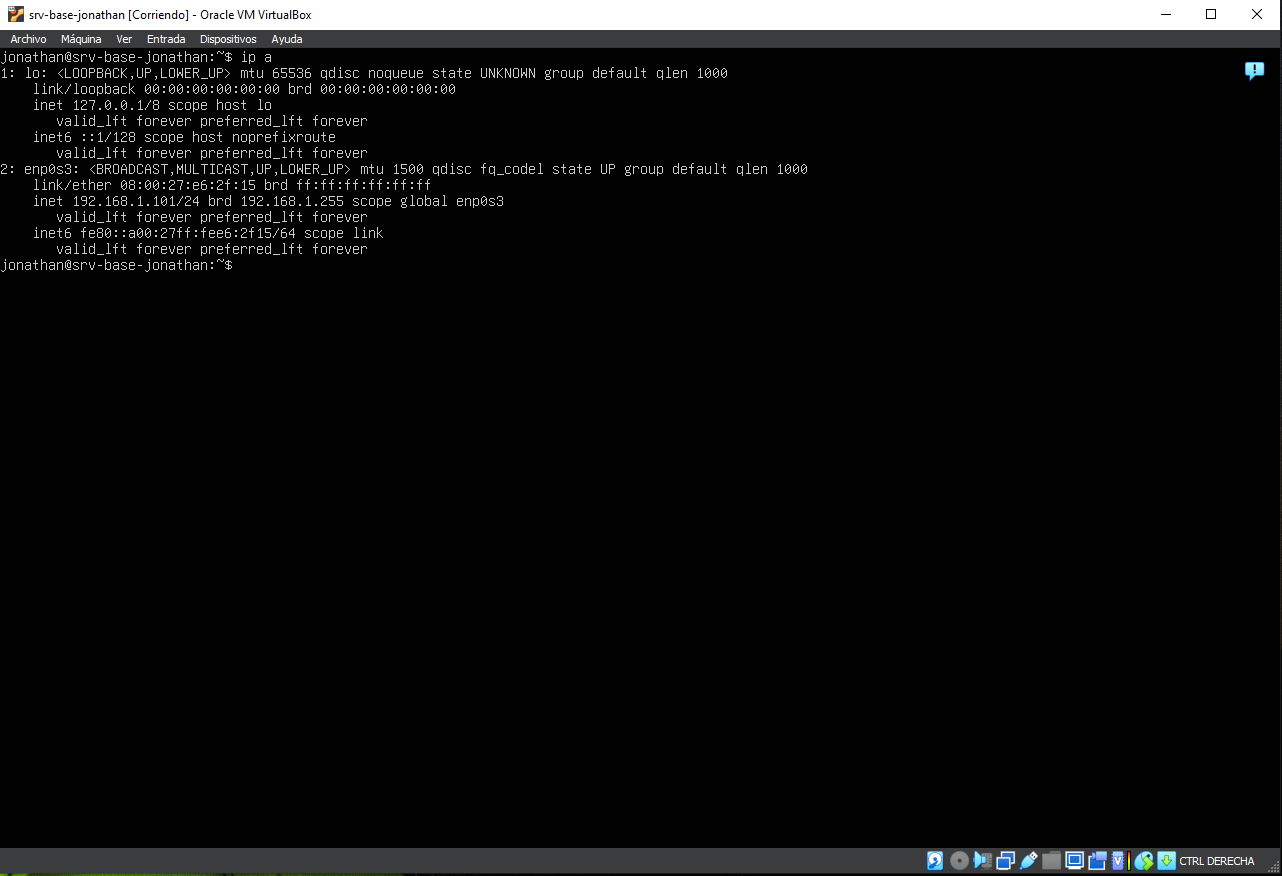 srv-base-jonathan [Corriendo] - Oracle VM VirtualBox
Archivo Máquina Ver Entrada Dispositivos Ayuda
jonathan@srv-base-jonathan:~$ ip a
1: lo: <LOOPBACK,UP,LOWER_UP> mtu 65536 qdisc noqueue state UNKNOWN group default qlen 1000
    link/loopback 00:00:00:00:00:00 brd 00:00:00:00:00:00
    inet 127.0.0.1/8 scope host lo
       valid_lft forever preferred_lft forever
    inet6 ::1/128 scope host noprefixroute
       valid_lft forever preferred_lft forever
2: enp0s3: <BROADCAST,MULTICAST,UP,LOWER_UP> mtu 1500 qdisc fq_codel state UP group default qlen 1000
    link/ether 08:00:27:e6:2f:15 brd ff:ff:ff:ff:ff:ff
    inet 192.168.1.101/24 brd 192.168.1.255 scope global enp0s3
       valid_lft forever preferred_lft forever
    inet6 fe80::a00:27ff:fee6:2f15/64 scope link
       valid_lft forever preferred_lft forever
jonathan@srv-base-jonathan:~$
CTRL DERECHA